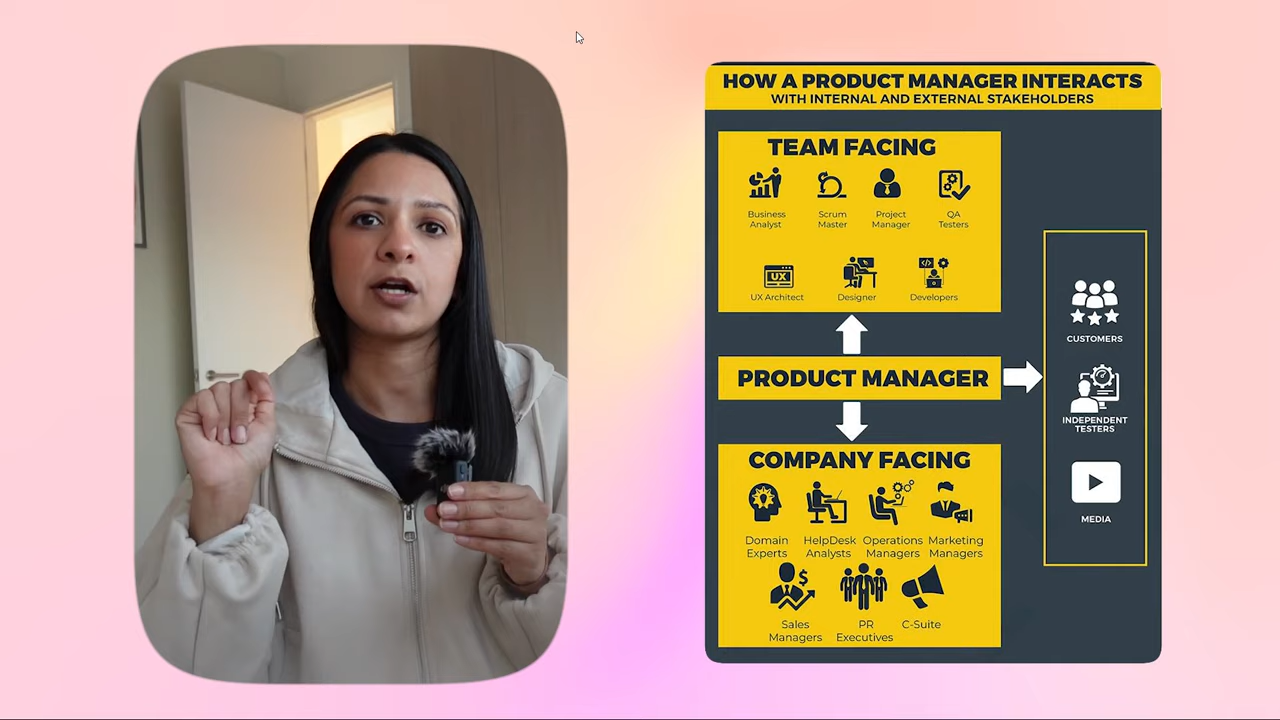 HOW A PRODUCT MANAGER INTERACTS
WITH INTERNAL AND EXTERNAL STAKEHOLDERS
TEAM FACING
Business
Analyst
Scrum
Master
Project
Manager
QA
Testers
UX
UX Architect
Designer
Developers
PRODUCT MANAGER
COMPANY FACING
Domain
Experts
HelpDesk
Analysts
Operations
Managers
Marketing
Managers
Sales
Managers
PR
Executives
C-Suite
CUSTOMERS
INDEPENDENT
TESTERS
MEDIA